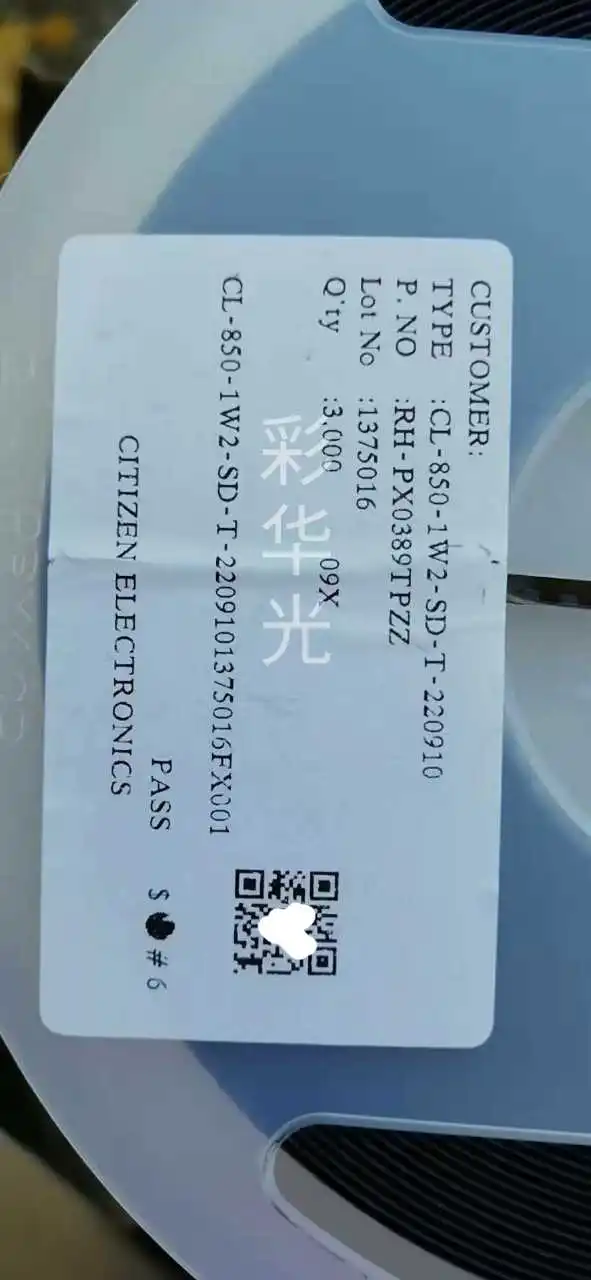 CUSTOMER:
TYPE :CL-850-1W2-SD-T-220910
P. NO :RH-PX0389TPZZ
Lot No :1375016
Q'ty :3,000 09X
彩华光
CL-850-1W2-SD-T-2209101375016FX001
PASS $ # 6
CITIZEN ELECTRONICS